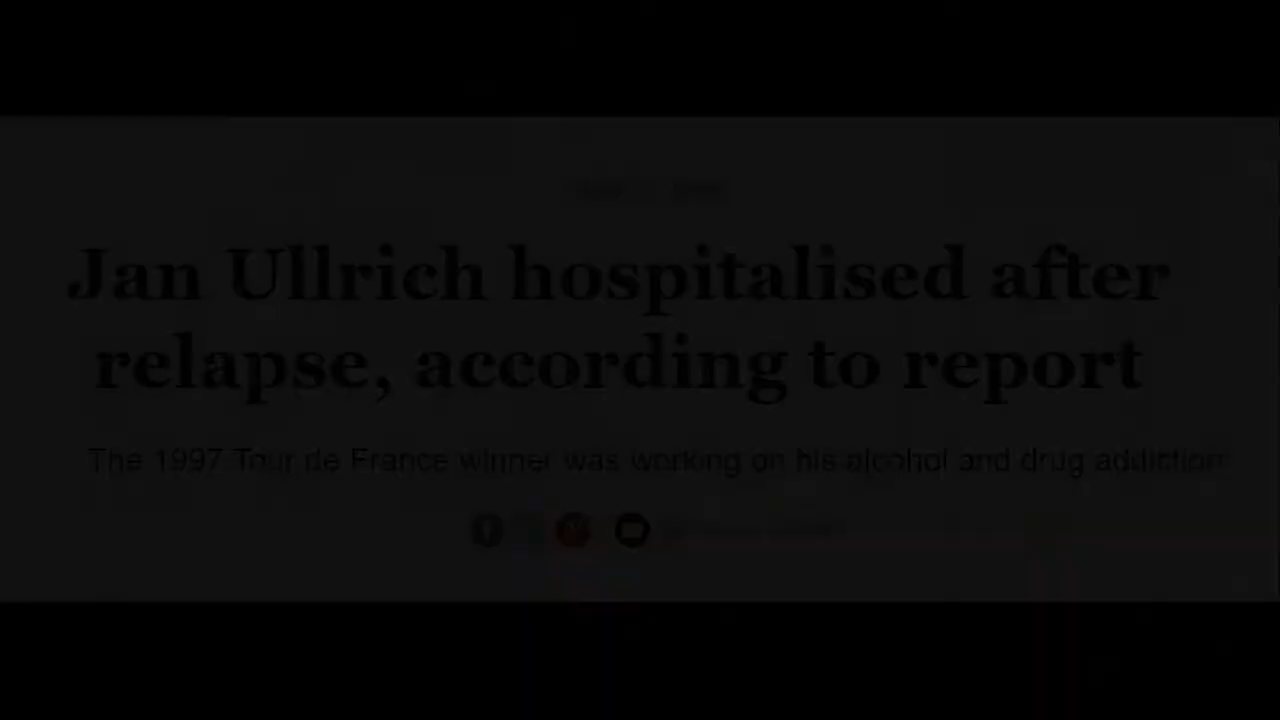 Jan Ullrich hospitalised after
relapse, according to report
The 1997 Tour de France winner was working on his alcohol and drug addiction